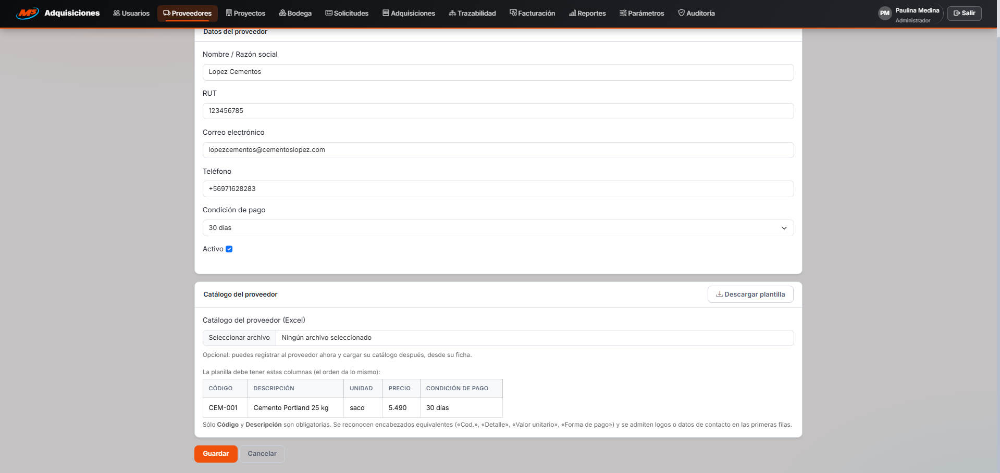 M5 Adquisiciones Usuarios Proveedores Proyectos Bodega Solicitudes Adquisiciones Trazabilidad Facturación Reportes Parámetros Auditoría PM Paulina Medina Salir
Administrador
Datos del proveedor
Nombre / Razón social
Lopez Cementos
RUT
123456785
Correo electrónico
lopezcementos@cementoslopez.com
Teléfono
+56971628283
Condición de pago
30 días
Activo
Catálogo del proveedor Descargar plantilla
Catálogo del proveedor (Excel)
Seleccionar archivo Ningún archivo seleccionado
Opcional: puedes registrar al proveedor ahora y cargar su catálogo después, desde su ficha.
La planilla debe tener estas columnas (el orden da lo mismo):
CÓDIGO DESCRIPCIÓN UNIDAD PRECIO CONDICIÓN DE PAGO
CEM-001 Cemento Portland 25 kg saco 5.490 30 días
Sólo Código y Descripción son obligatorias. Se reconocen encabezados equivalentes («Cod.», «Detalle», «Valor unitario», «Forma de pago») y se admiten logos o datos de contacto en las primeras filas.
Guardar Cancelar